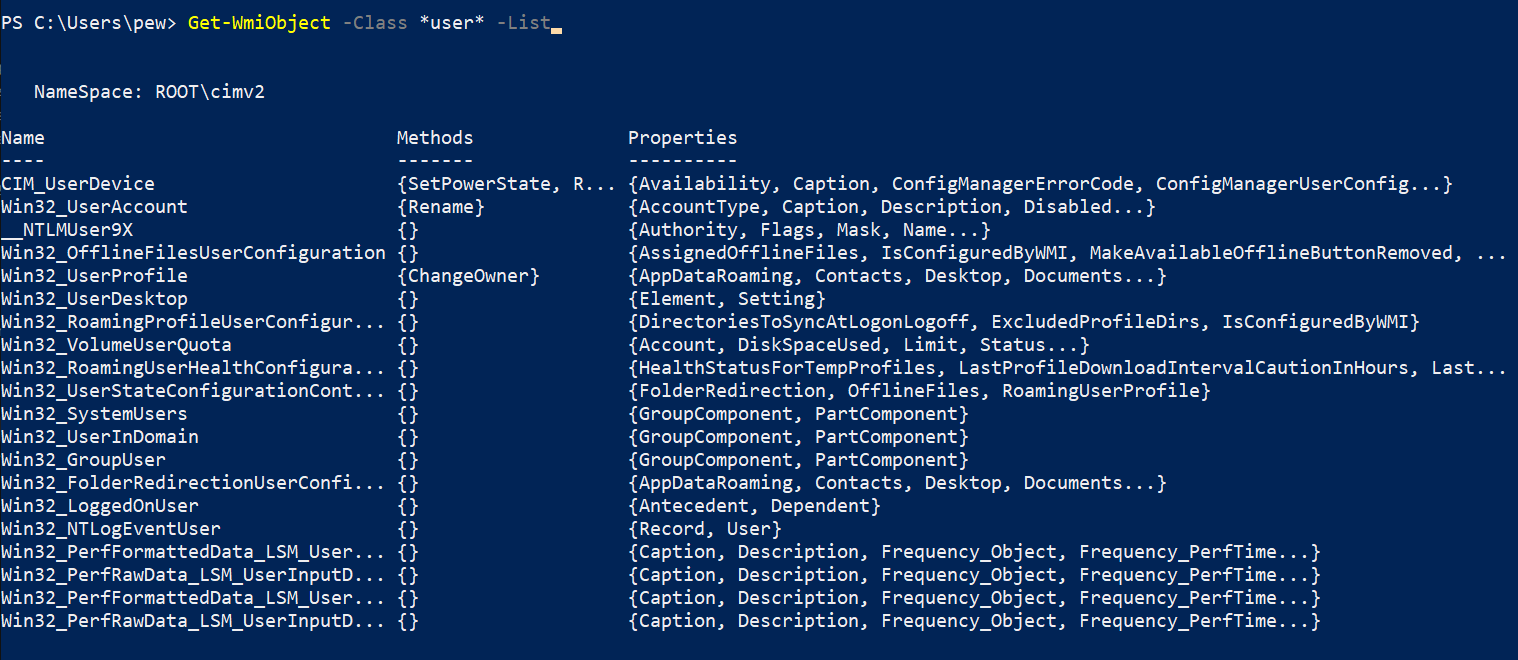 PS C:\Users\pew> Get-WmiObject -Class *user* -List
NameSpace: ROOT\cimv2
Name Methods Properties
---- ------- ----------
CIM_UserDevice {SetPowerState, R... {Availability, Caption, ConfigManagerErrorCode, ConfigManagerUserConfig...}
Win32_UserAccount {Rename} {AccountType, Caption, Description, Disabled...}
__NTLMUser9X {} {Authority, Flags, Mask, Name...}
Win32_OfflineFilesUserConfiguration {} {AssignedOfflineFiles, IsConfiguredByWMI, MakeAvailableOfflineButtonRemoved, ...
Win32_UserProfile {ChangeOwner} {AppDataRoaming, Contacts, Desktop, Documents...}
Win32_UserDesktop {} {Element, Setting}
Win32_RoamingProfileUserConfigur... {} {DirectoriesToSyncAtLogonLogoff, ExcludedProfileDirs, IsConfiguredByWMI}
Win32_VolumeUserQuota {} {Account, DiskSpaceUsed, Limit, Status...}
Win32_RoamingUserHealthConfigura... {} {HealthStatusForTempProfiles, LastProfileDownloadIntervalCautionInHours, Last...
Win32_UserStateConfigurationCont... {} {FolderRedirection, OfflineFiles, RoamingUserProfile}
Win32_SystemUsers {} {GroupComponent, PartComponent}
Win32_UserInDomain {} {GroupComponent, PartComponent}
Win32_GroupUser {} {GroupComponent, PartComponent}
Win32_FolderRedirectionUserConfi... {} {AppDataRoaming, Contacts, Desktop, Documents...}
Win32_LoggedOnUser {} {Antecedent, Dependent}
Win32_NTLogEventUser {} {Record, User}
Win32_PerfFormattedData_LSM_User... {} {Caption, Description, Frequency_Object, Frequency_PerfTime...}
Win32_PerfRawData_LSM_UserInputD... {} {Caption, Description, Frequency_Object, Frequency_PerfTime...}
Win32_PerfFormattedData_LSM_User... {} {Caption, Description, Frequency_Object, Frequency_PerfTime...}
Win32_PerfRawData_LSM_UserInputD... {} {Caption, Description, Frequency_Object, Frequency_PerfTime...}